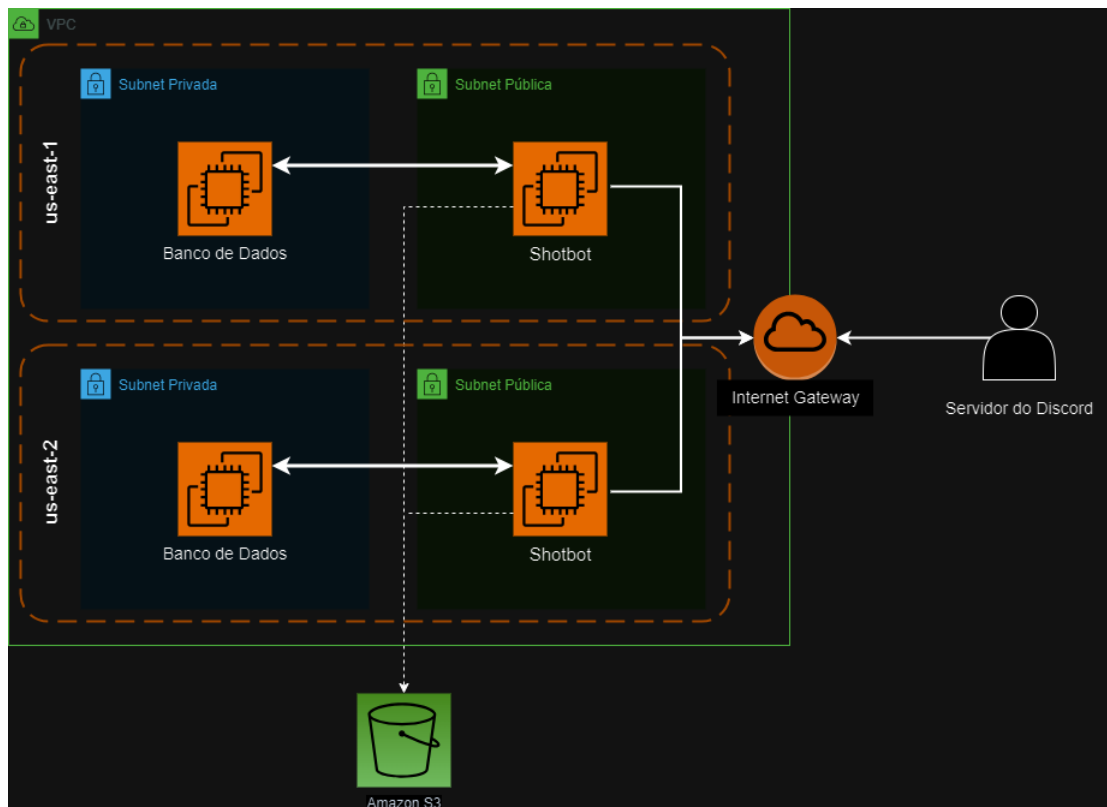 VPC
us-east-1
Subnet Privada
Subnet Pública
Banco de Dados
Shotbot
us-east-2
Subnet Privada
Subnet Pública
Banco de Dados
Shotbot
Internet Gateway
Servidor do Discord
Amazon S3